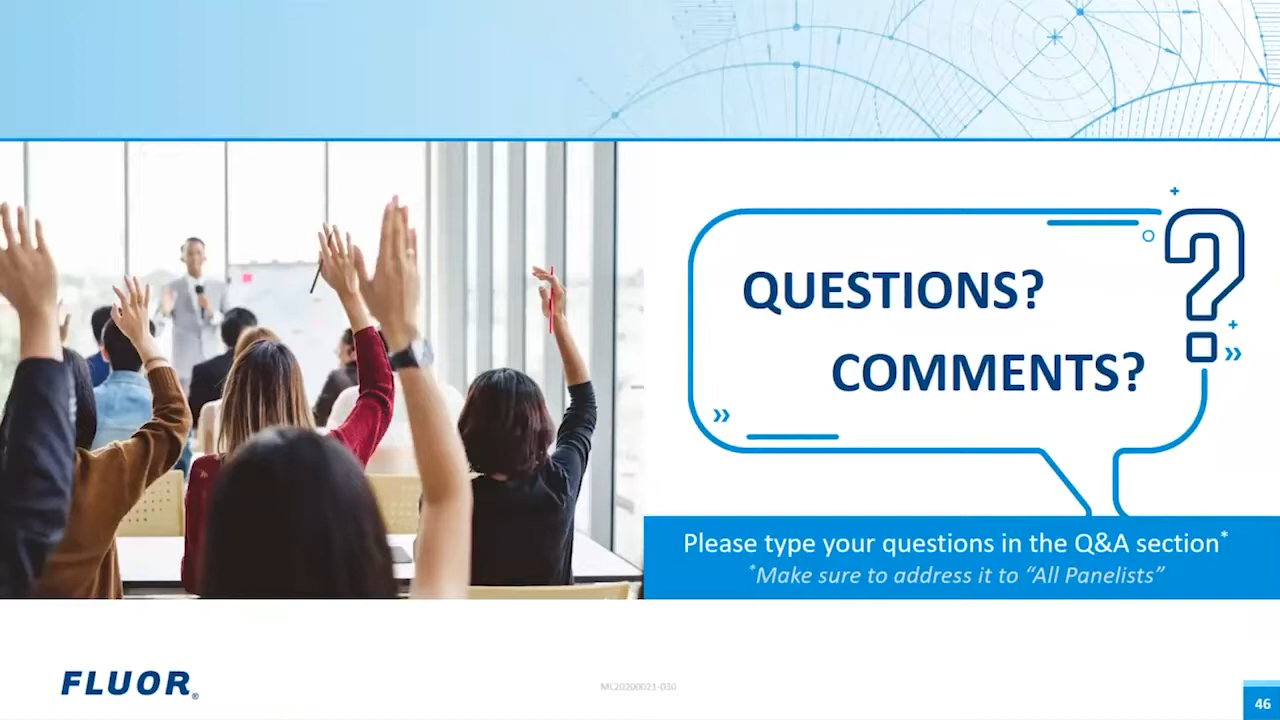 QUESTIONS?
COMMENTS?
Please type your questions in the Q&A section*
*Make sure to address it to “All Panelists”
FLUOR®
ML20200021-030
46